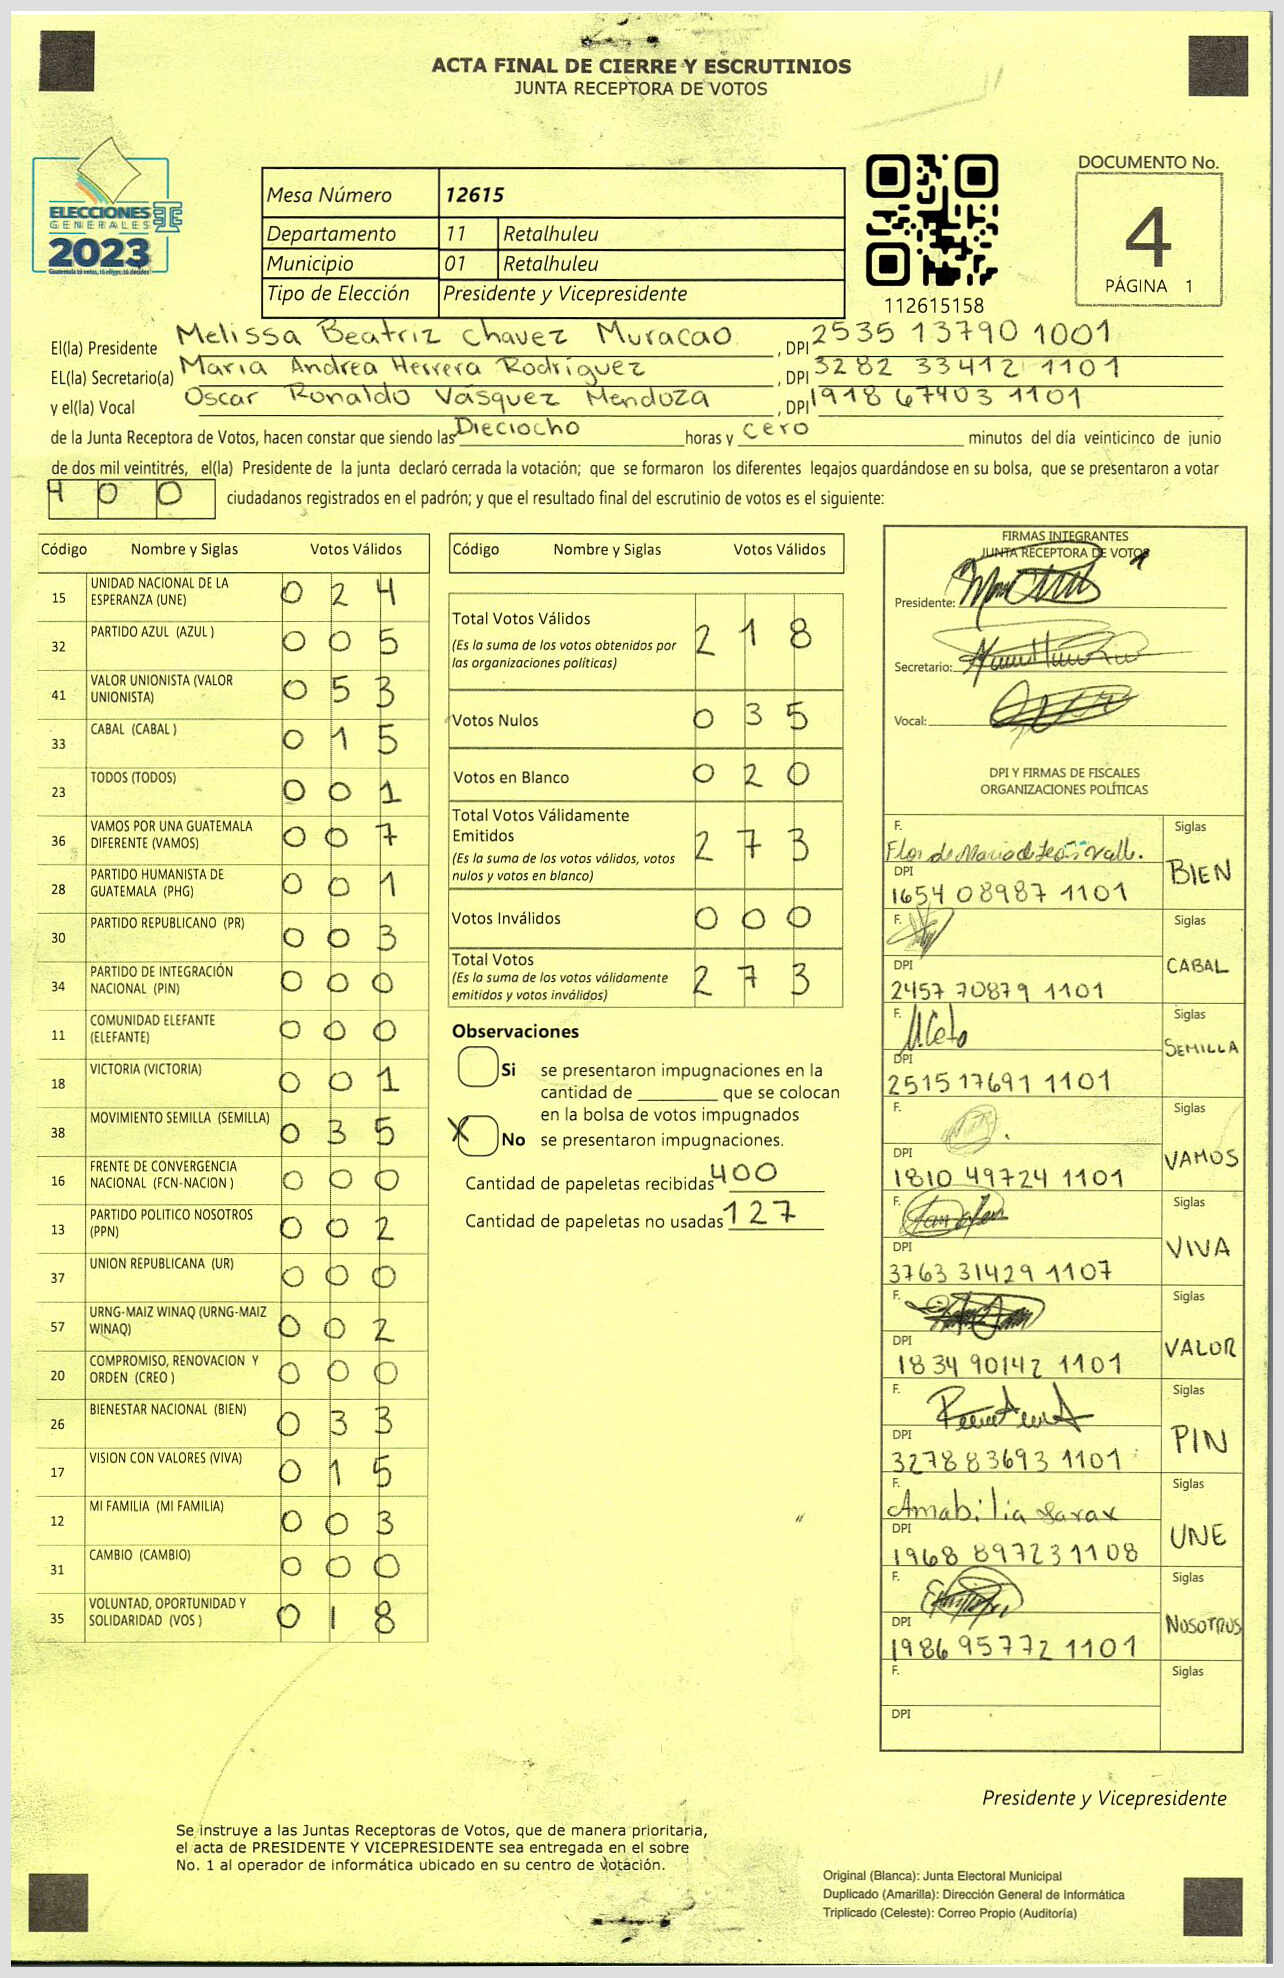 ACTA FINAL DE CIERRE Y ESCRUTINIOS
JUNTA RECEPTORA DE VOTOS
ELECCIONES
GENERALES
2023
Mesa Número 12615
Departamento 11 Retalhuleu
Municipio 01 Retalhuleu
Tipo de Elección Presidente y Vicepresidente
112615158
DOCUMENTO No.
4
PÁGINA 1
El(la) Presidente Melissa Beatriz Chavez Muracao, DPI 2535 13790 1001
EL(la) Secretario(a) Maria Andrea Herrera Rodríguez, DPI 3282 33412 1101
y el(la) Vocal Oscar Ronaldo Vásquez Mendoza, DPI 1918 67403 1101
de la Junta Receptora de Votos, hacen constar que siendo las Dieciocho horas y cero minutos del día veinticinco de junio
de dos mil veintitrés, el(la) Presidente de la junta declaró cerrada la votación; que se formaron los diferentes legajos quardándose en su bolsa, que se presentaron a votar
400 ciudadanos registrados en el padrón; y que el resultado final del escrutinio de votos es el siguiente:
Código Nombre y Siglas Votos Válidos
15 UNIDAD NACIONAL DE LA ESPERANZA (UNE) 0 2 4
32 PARTIDO AZUL (AZUL ) 0 0 5
41 VALOR UNIONISTA (VALOR UNIONISTA) 0 5 3
33 CABAL (CABAL ) 0 1 5
23 TODOS (TODOS) 0 0 1
36 VAMOS POR UNA GUATEMALA DIFERENTE (VAMOS) 0 0 7
28 PARTIDO HUMANISTA DE GUATEMALA (PHG) 0 0 1
30 PARTIDO REPUBLICANO (PR) 0 0 3
34 PARTIDO DE INTEGRACIÓN NACIONAL (PIN) 0 0 0
11 COMUNIDAD ELEFANTE (ELEFANTE) 0 0 0
18 VICTORIA (VICTORIA) 0 0 1
38 MOVIMIENTO SEMILLA (SEMILLA) 0 3 5
16 FRENTE DE CONVERGENCIA NACIONAL (FCN-NACION ) 0 0 0
13 PARTIDO POLITICO NOSOTROS (PPN) 0 0 2
37 UNION REPUBLICANA (UR) 0 0 0
57 URNG-MAIZ WINAQ (URNG-MAIZ WINAQ) 0 0 2
20 COMPROMISO, RENOVACION Y ORDEN (CREO ) 0 0 0
26 BIENESTAR NACIONAL (BIEN) 0 3 3
17 VISION CON VALORES (VIVA) 0 1 5
12 MI FAMILIA (MI FAMILIA) 0 0 3
31 CAMBIO (CAMBIO) 0 0 0
35 VOLUNTAD, OPORTUNIDAD Y SOLIDARIDAD (VOS ) 0 1 8
Código Nombre y Siglas Votos Válidos
Total Votos Válidos 2 1 8
(Es la suma de los votos obtenidos por
las organizaciones políticas)
Votos Nulos 0 3 5
Votos en Blanco 0 2 0
Total Votos Válidamente
Emitidos 2 7 3
(Es la suma de los votos válidos, votos
nulos y votos en blanco)
Votos Inválidos 0 0 0
Total Votos 2 7 3
(Es la suma de los votos válidamente
emitidos y votos inválidos)
Observaciones
Si se presentaron impugnaciones en la
cantidad de ________ que se colocan
en la bolsa de votos impugnados
X No se presentaron impugnaciones.
Cantidad de papeletas recibidas 400
Cantidad de papeletas no usadas 127
FIRMAS INTEGRANTES
JUNTA RECEPTORA DE VOTOS
Presidente:
Secretario:
Vocal:
DPI Y FIRMAS DE FISCALES
ORGANIZACIONES POLÍTICAS
F. Flor de Maria de León Valle. Siglas
DPI 1654 08987 1101 BIEN
F. Siglas
DPI 2457 70879 1101 CABAL
F. Siglas
DPI 2515 17691 1101 SEMILLA
F. Siglas
DPI 1810 49724 1101 VAMOS
F. Siglas
DPI 3763 31429 1107 VIVA
F. Siglas
DPI 1834 90142 1101 VALOR
F. Siglas
DPI 3278 83693 1101 PIN
F. Amabilia Siglas
DPI 1968 89723 1108 UNE
F. Siglas
DPI 1986 95772 1101 NOSOTROS
F. Siglas
DPI
Presidente y Vicepresidente
Se instruye a las Juntas Receptoras de Votos, que de manera prioritaria,
el acta de PRESIDENTE Y VICEPRESIDENTE sea entregada en el sobre
No. 1 al operador de informática ubicado en su centro de votación.
Original (Blanca): Junta Electoral Municipal
Duplicado (Amarilla): Dirección General de Informática
Triplicado (Celeste): Correo Propio (Auditoría)